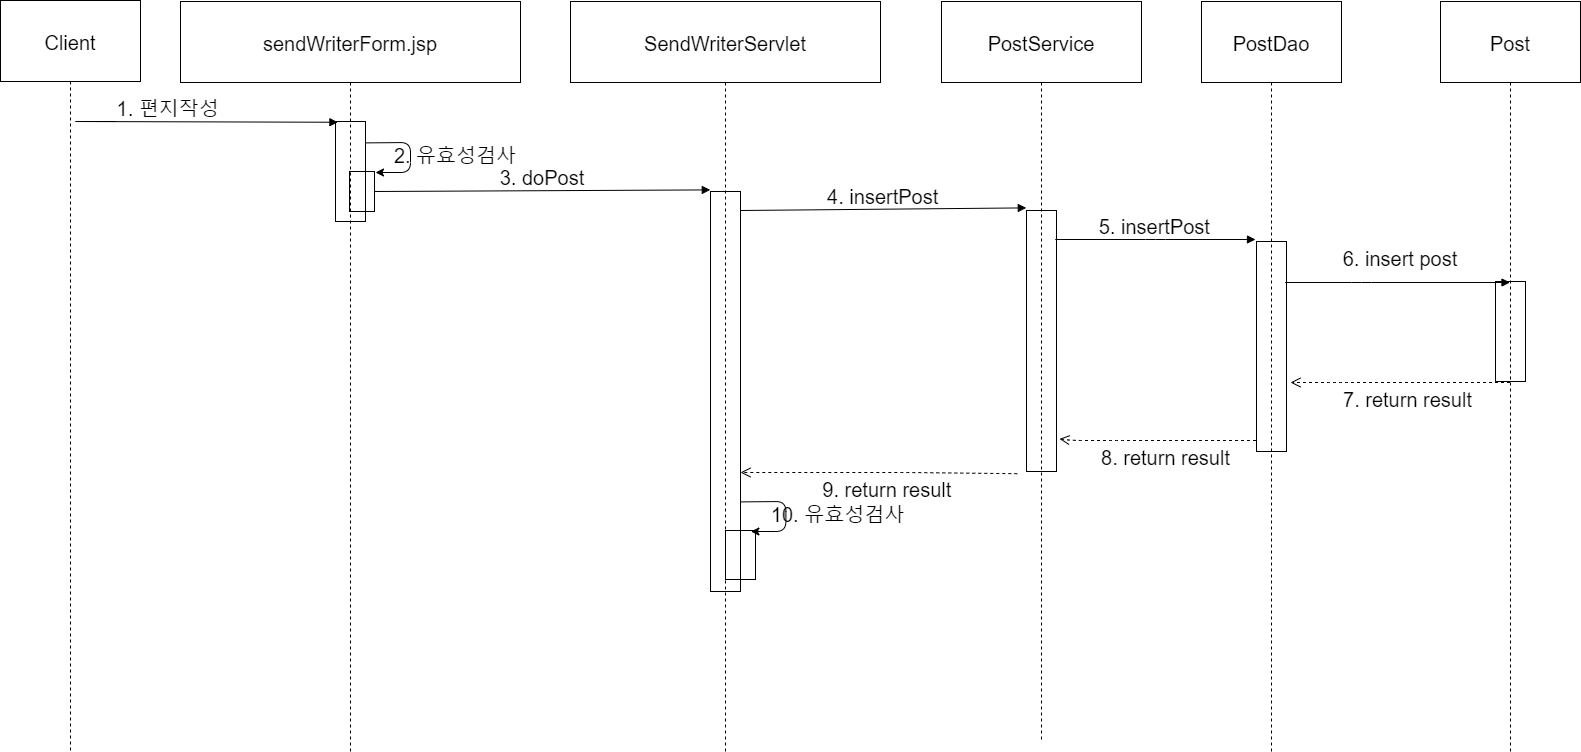 Client
sendWriterForm.jsp
SendWriterServlet
PostService
PostDao
Post
1. 편지작성
2. 유효성검사
3. doPost
4. insertPost
5. insertPost
6. insert post
7. return result
8. return result
9. return result
10. 유효성검사